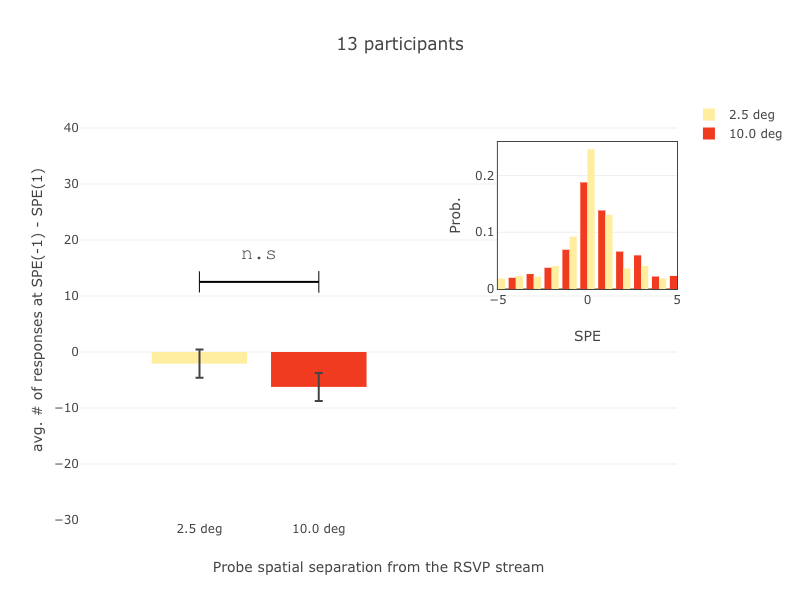 13 participants
2.5 deg
10.0 deg
avg. # of responses at SPE(-1) - SPE(1)
40
30
20
10
0
−10
−20
−30
n.s
Prob.
0.2
0.1
0
−5
0
5
SPE
2.5 deg
10.0 deg
Probe spatial separation from the RSVP stream